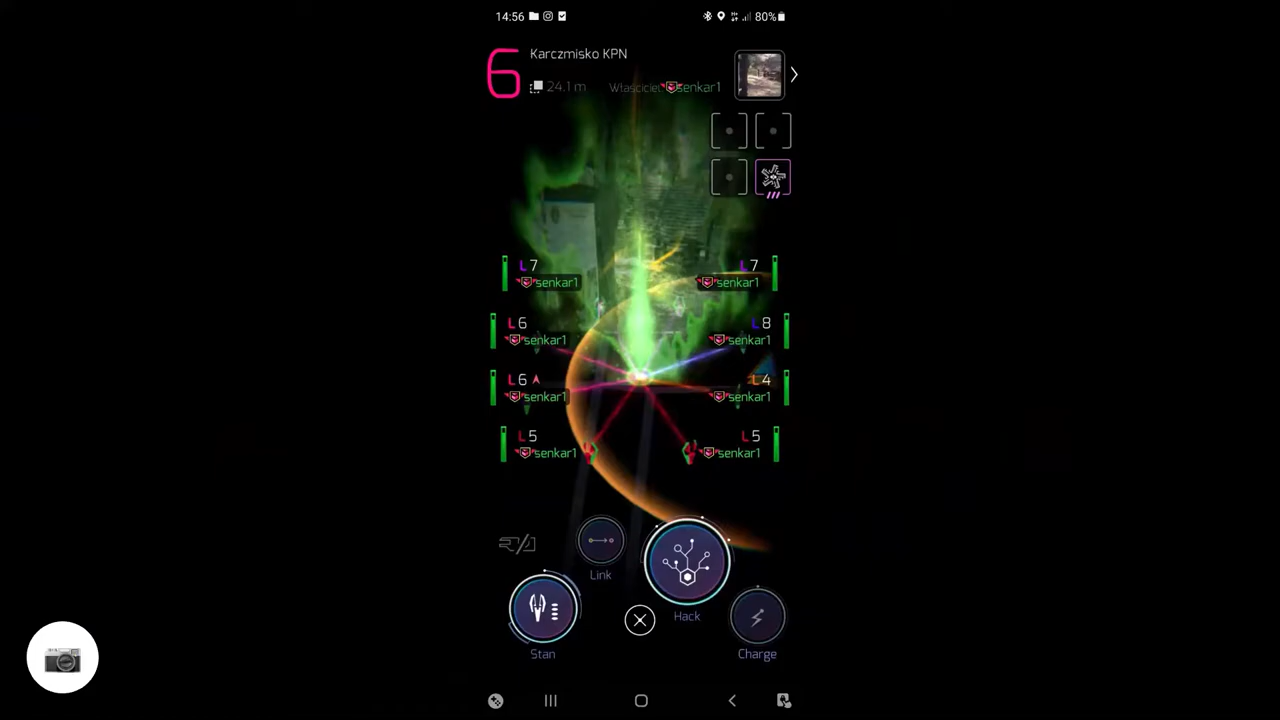 14:56
80%
6
Karczmisko KPN
24.1 m
Właściciel: senkar1
L7
senkar1
L7
senkar1
L6
senkar1
L8
senkar1
L6
senkar1
L4
senkar1
L5
senkar1
L5
senkar1
Link
Hack
Stan
Charge